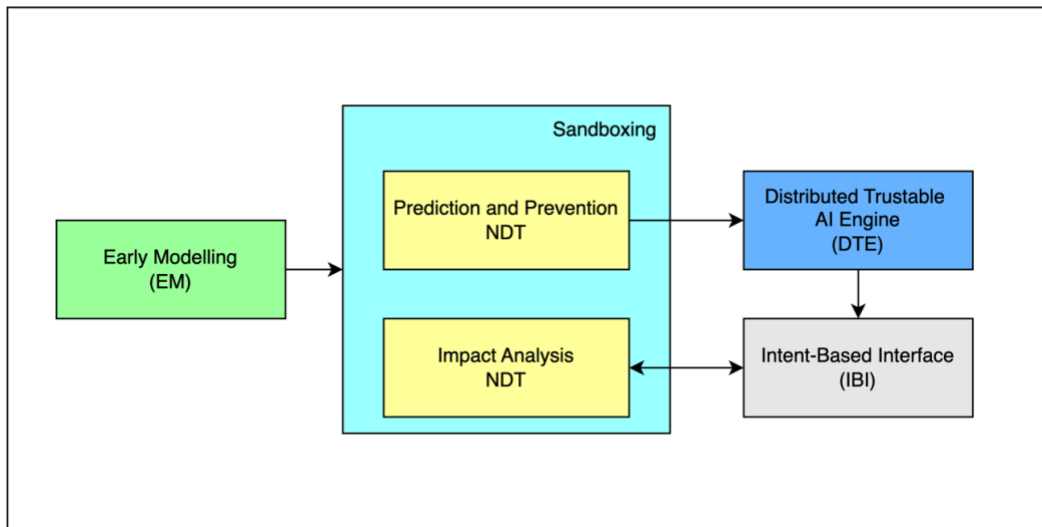 Sandboxing
Prediction and Prevention
NDT
Distributed Trustable
AI Engine
(DTE)
Early Modelling
(EM)
Impact Analysis
NDT
Intent-Based Interface
(IBI)